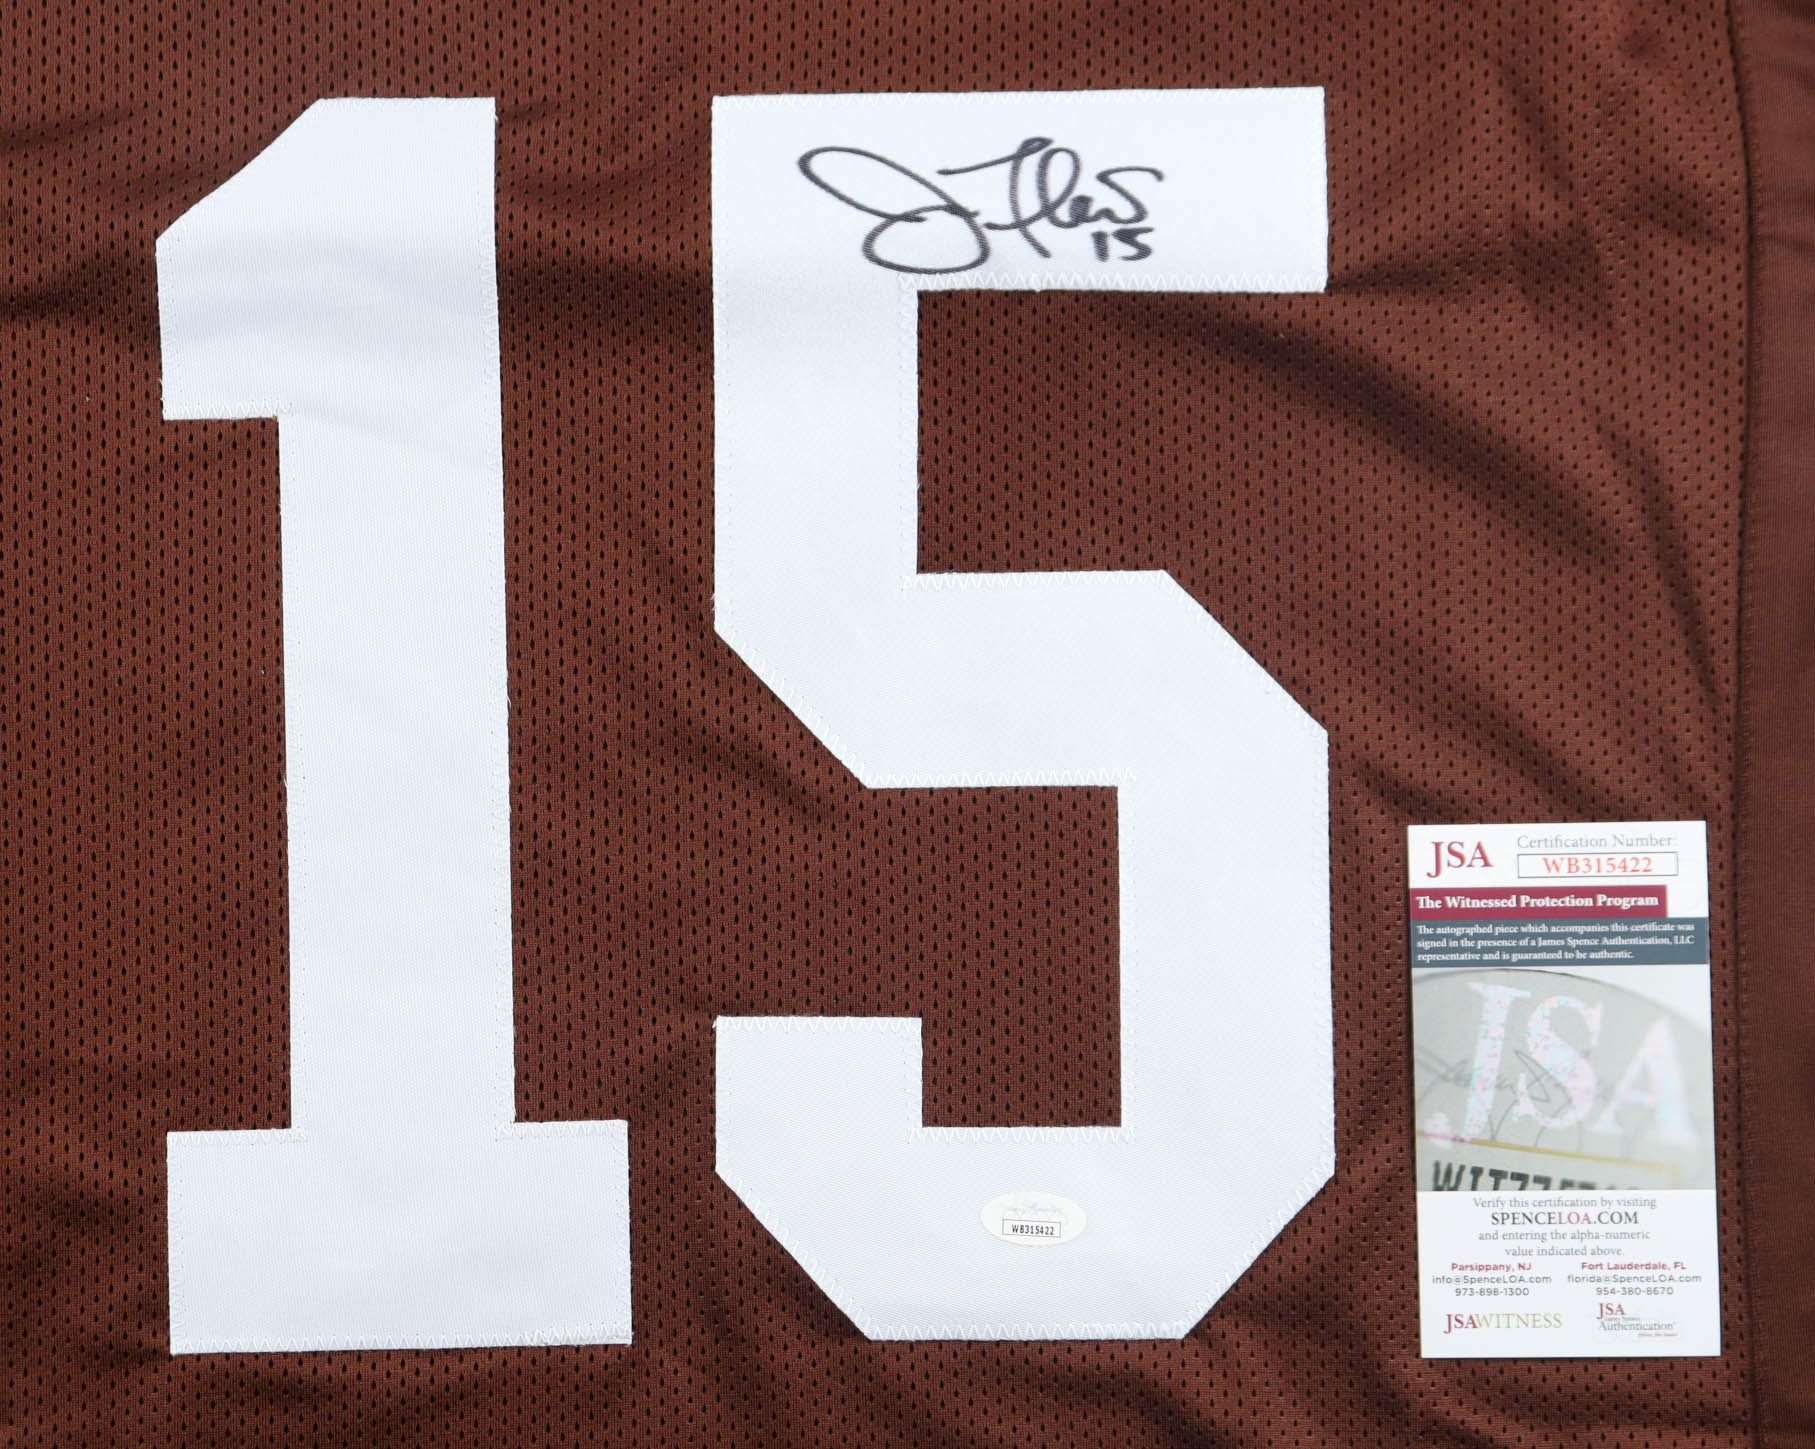 15
J. Flacco
15
WB315422
JSA
Certification Number:
WB315422
The Witnessed Protection Program
The autographed piece which accompanies this certificate was
signed in the presence of a James Spence Authentication, LLC
representative and is guaranteed to be authentic.
JSA
Verify this certification by visiting
SPENCELOA.COM
and entering the alpha-numeric
value indicated above.
Parsippany, NJ
info@SpenceLOA.com
973-898-1300
Fort Lauderdale, FL
florida@SpenceLOA.com
954-380-8670
JSAWITNESS
JSA
James Spence
Authentication